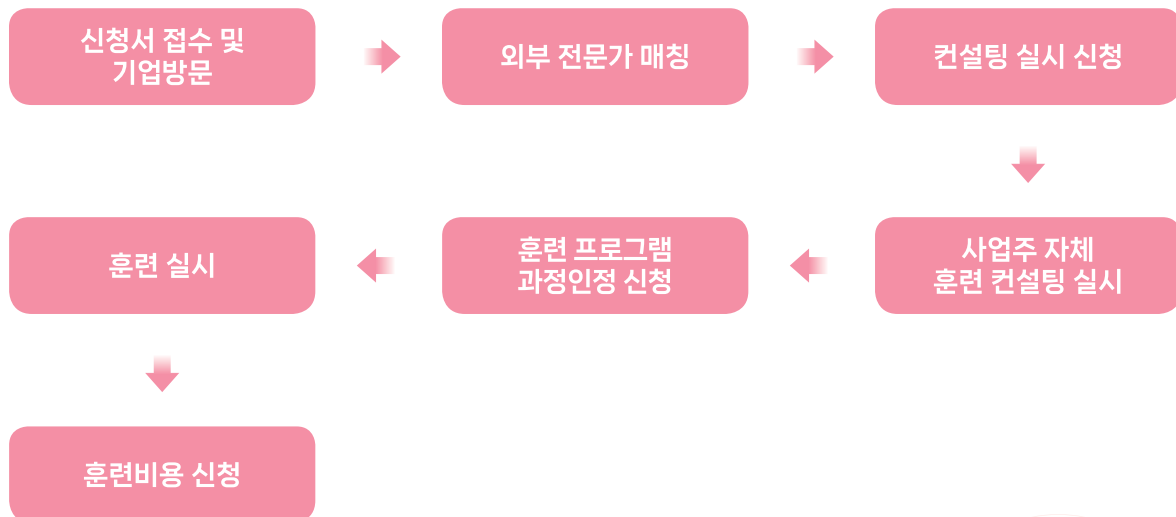 신청서 접수 및
기업방문
외부 전문가 매칭
컨설팅 실시 신청
사업주 자체
훈련 컨설팅 실시
훈련 프로그램
과정인정 신청
훈련 실시
훈련비용 신청